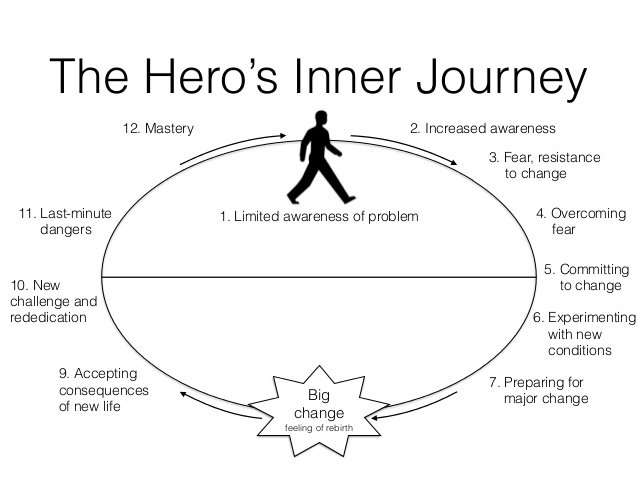 The Hero’s Inner Journey
12. Mastery
2. Increased awareness
3. Fear, resistance
to change
11. Last-minute
dangers
1. Limited awareness of problem
4. Overcoming
fear
5. Committing
to change
10. New
challenge and
rededication
6. Experimenting
with new
conditions
9. Accepting
consequences
of new life
7. Preparing for
major change
Big
change
feeling of rebirth